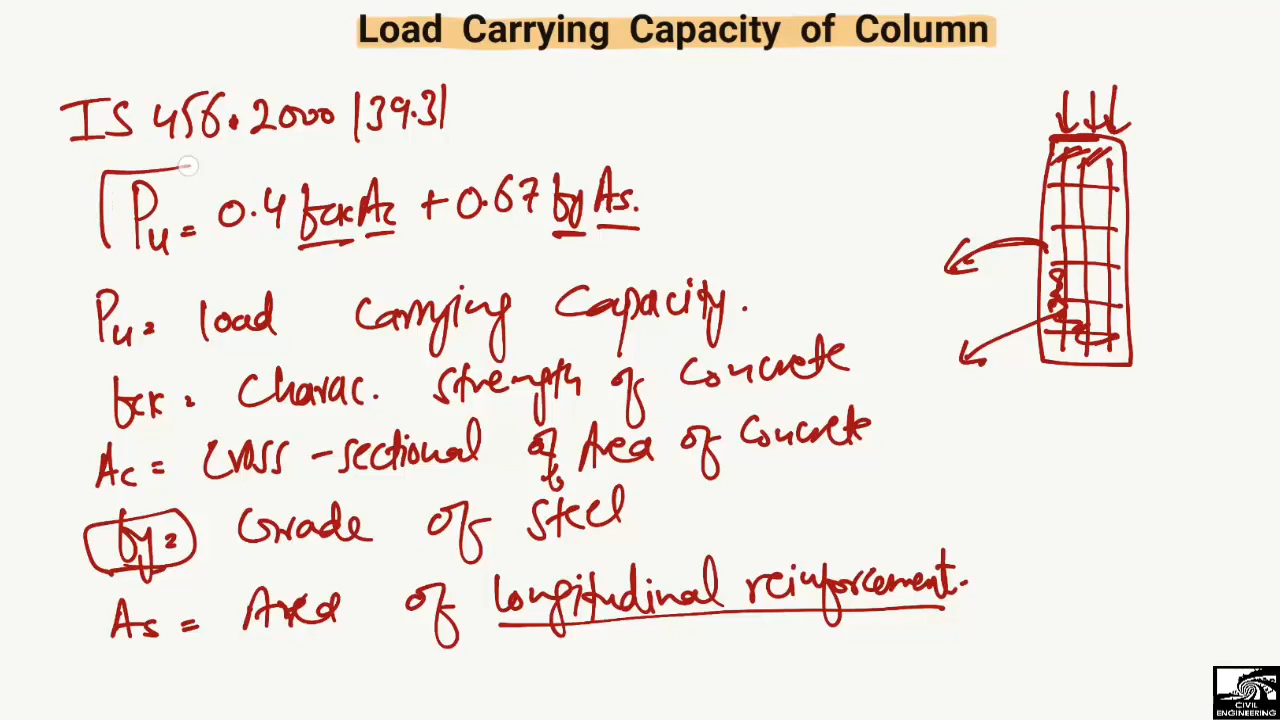 Load Carrying Capacity of Column
IS 456.2000 |39.3|
Pu = 0.4 fck Ac + 0.67 fy As.
Pu = load Carrying Capacity.
fck = Charac. strength of Concrete
Ac = Cross-sectional of Area of Concrete
fy = Grade of steel
As = Area of longitudinal reinforcement.
CIVIL
ENGINEERING